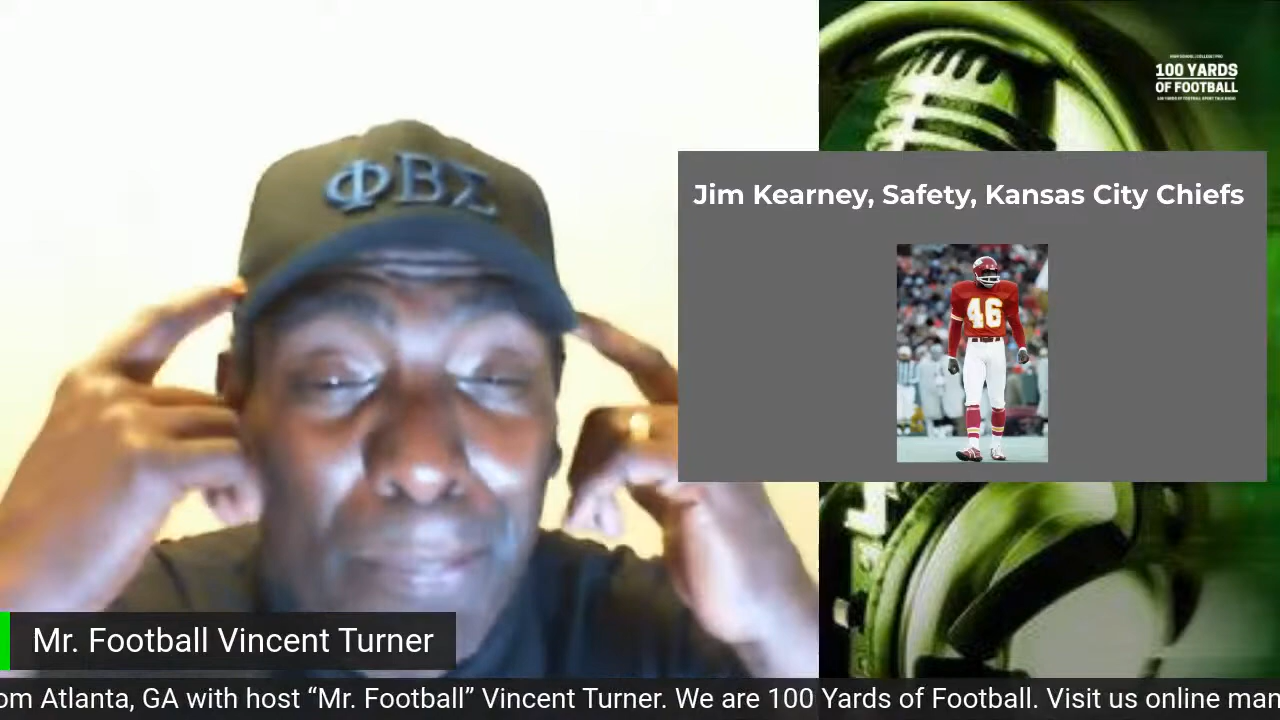 ΦΒΣ
100 YARDS
OF FOOTBALL
Jim Kearney, Safety, Kansas City Chiefs
46
Mr. Football Vincent Turner
om Atlanta, GA with host “Mr. Football” Vincent Turner. We are 100 Yards of Football. Visit us online man